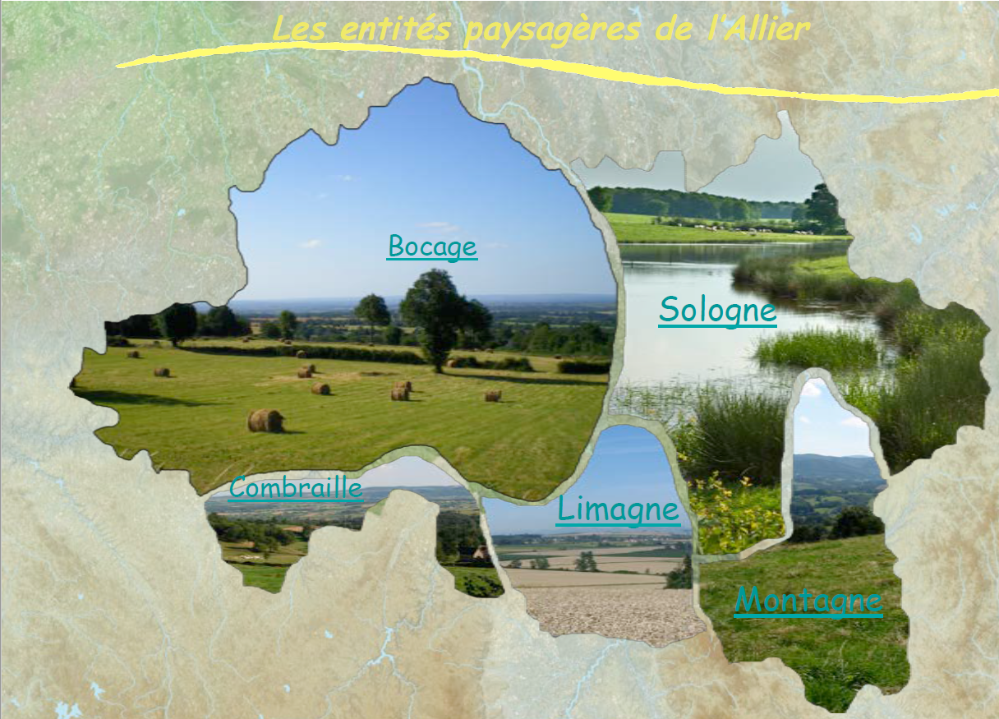 Les entités paysagères de l'Allier
Bocage
Sologne
Combraille
Limagne
Montagne